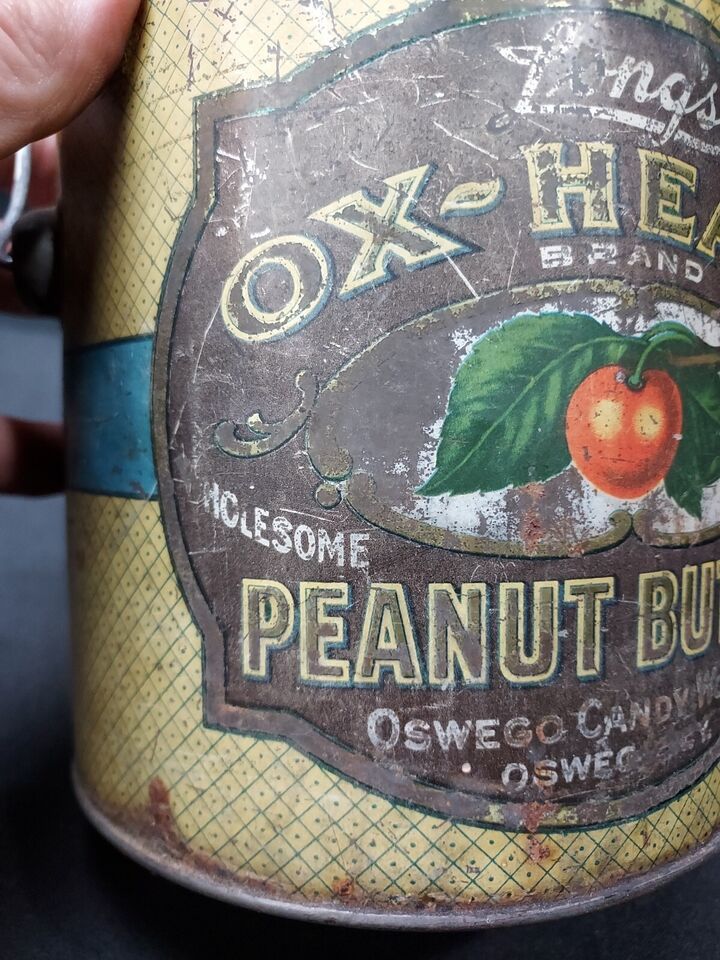 Long's
OX-HEA
BRAND
HOLESOME
PEANUT BUT
OSWEGO CANDY W
OSWEG